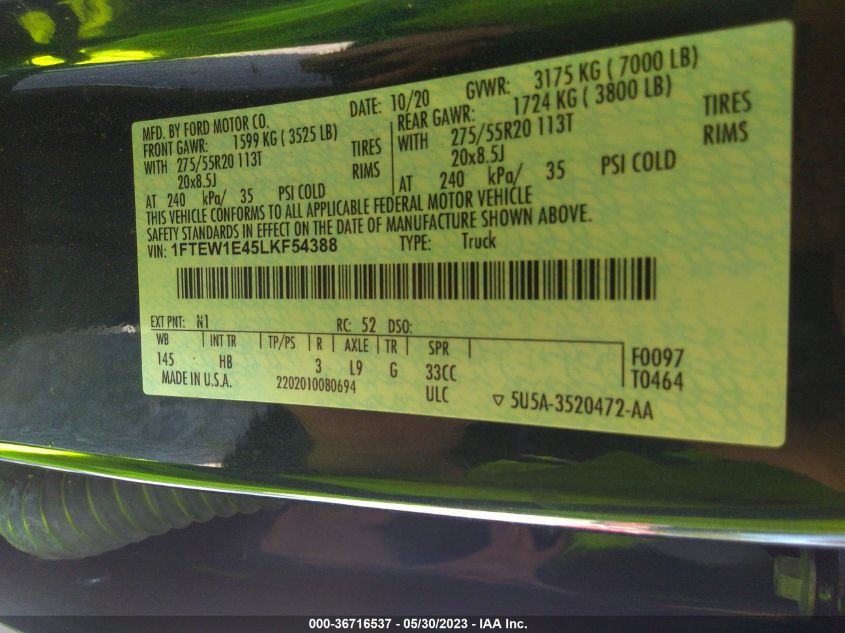 MFD. BY FORD MOTOR CO. DATE: 10/20 GVWR: 3175 KG ( 7000 LB)
FRONT GAWR: 1599 KG ( 3525 LB) REAR GAWR: 1724 KG ( 3800 LB)
WITH 275/55R20 113T TIRES WITH 275/55R20 113T TIRES
20x8.5J RIMS 20x8.5J RIMS
AT 240 kPa/ 35 PSI COLD AT 240 kPa/ 35 PSI COLD
THIS VEHICLE CONFORMS TO ALL APPLICABLE FEDERAL MOTOR VEHICLE
SAFETY STANDARDS IN EFFECT ON THE DATE OF MANUFACTURE SHOWN ABOVE.
VIN: 1FTEW1E45LKF54388 TYPE: Truck
EXT PNT: N1 RC: 52 DSO:
WB INT TR TP/PS R AXLE TR SPR F0097
145 HB 3 L9 G 33CC T0464
MADE IN U.S.A. 2202010080694 ULC ▽ 5U5A-3520472-AA
000-36716537 - 05/30/2023 - IAA Inc.